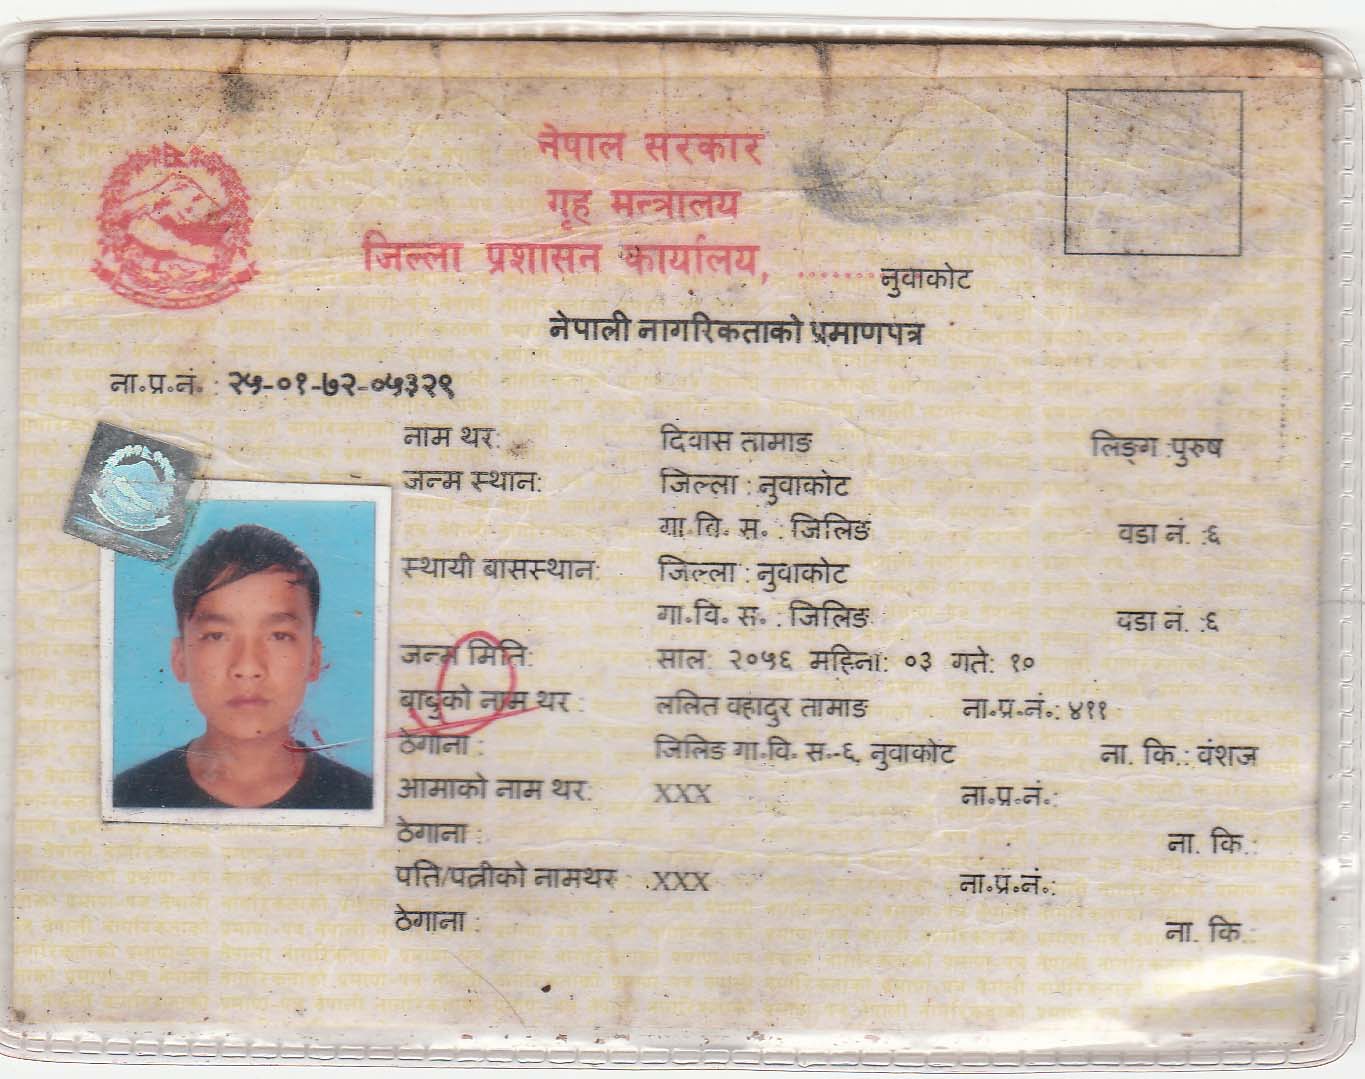 नेपाल सरकार
गृह मन्त्रालय
जिल्ला प्रशासन कार्यालय, ........नुवाकोट
नेपाली नागरिकताको प्रमाणपत्र
ना.प्र.नं. : २५-०१-७२-०५३२९
नाम थर: दिवास तामाङ लिङ्ग :पुरुष
जन्म स्थान: जिल्ला : नुवाकोट
गा.वि. स. : जिलिङ वडा नं. :६
स्थायी बासस्थान: जिल्ला : नुवाकोट
गा.वि. स. : जिलिङ वडा नं. :६
जन्म मिति: साल: २०५६ महिना: ०३ गते: १०
बाबुको नाम थर : ललित वहादुर तामाङ ना.प्र.नं.: ४११
ठेगाना : जिलिङ गा.वि. स.-६, नुवाकोट ना. कि.: वंशज
आमाको नाम थर: XXX ना.प्र.नं.:
ठेगाना : ना. कि.:
पति/पत्नीको नामथर : .XXX ना.प्र.नं.:
ठेगाना : ना. कि.: